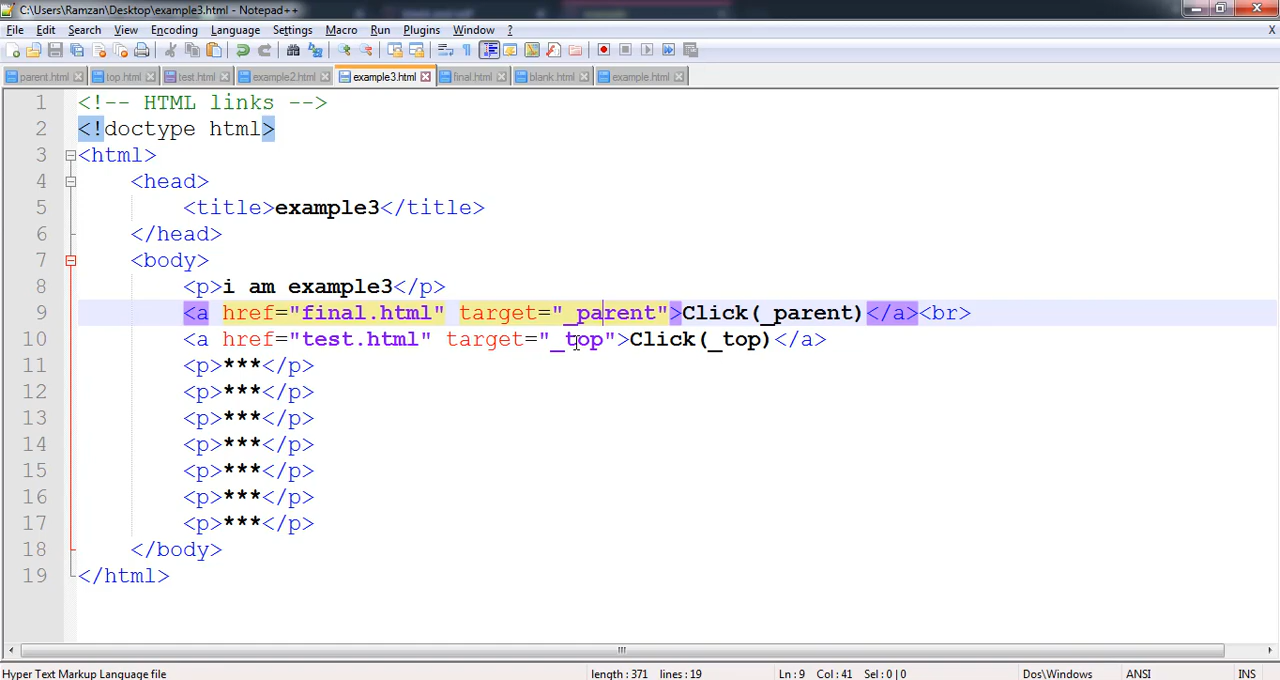 C:\Users\Ramzan\Desktop\example3.html - Notepad++
File Edit Search View Encoding Language Settings Macro Run Plugins Window ? X
parent.html top.html test.html example2.html example3.html final.html blank.html example.html
1 <!-- HTML links -->
2 <!doctype html>
3 <html>
4 <head>
5 <title>example3</title>
6 </head>
7 <body>
8 <p>i am example3</p>
9 <a href="final.html" target="_parent">Click(_parent)</a><br>
10 <a href="test.html" target="_top">Click(_top)</a>
11 <p>***</p>
12 <p>***</p>
13 <p>***</p>
14 <p>***</p>
15 <p>***</p>
16 <p>***</p>
17 <p>***</p>
18 </body>
19 </html>
Hyper Text Markup Language file length : 371 lines : 19 Ln : 9 Col : 41 Sel : 0 | 0 Dos\Windows ANSI INS